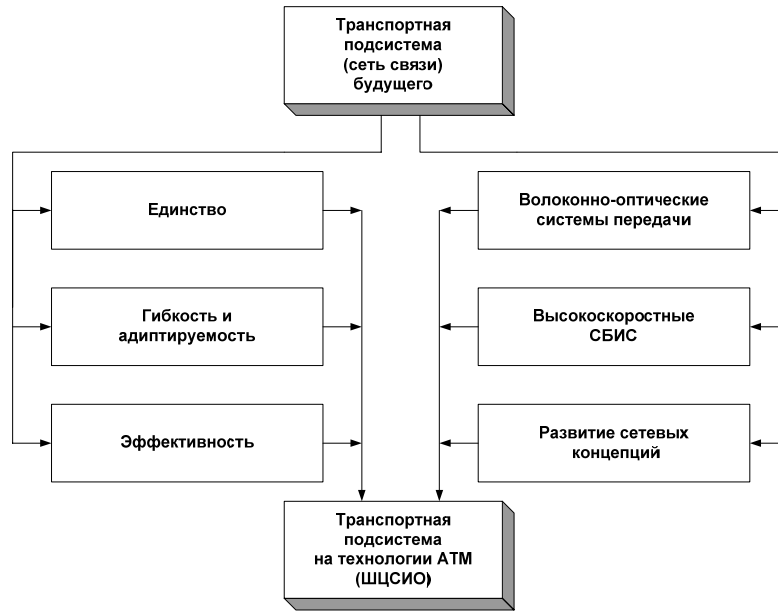 Транспортная
подсистема
(сеть связи)
будущего
Единство
Волоконно-оптические
системы передачи
Гибкость и
адиптируемость
Высокоскоростные
СБИС
Эффективность
Развитие сетевых
концепций
Транспортная
подсистема
на технологии АТМ
(ШЦСИО)